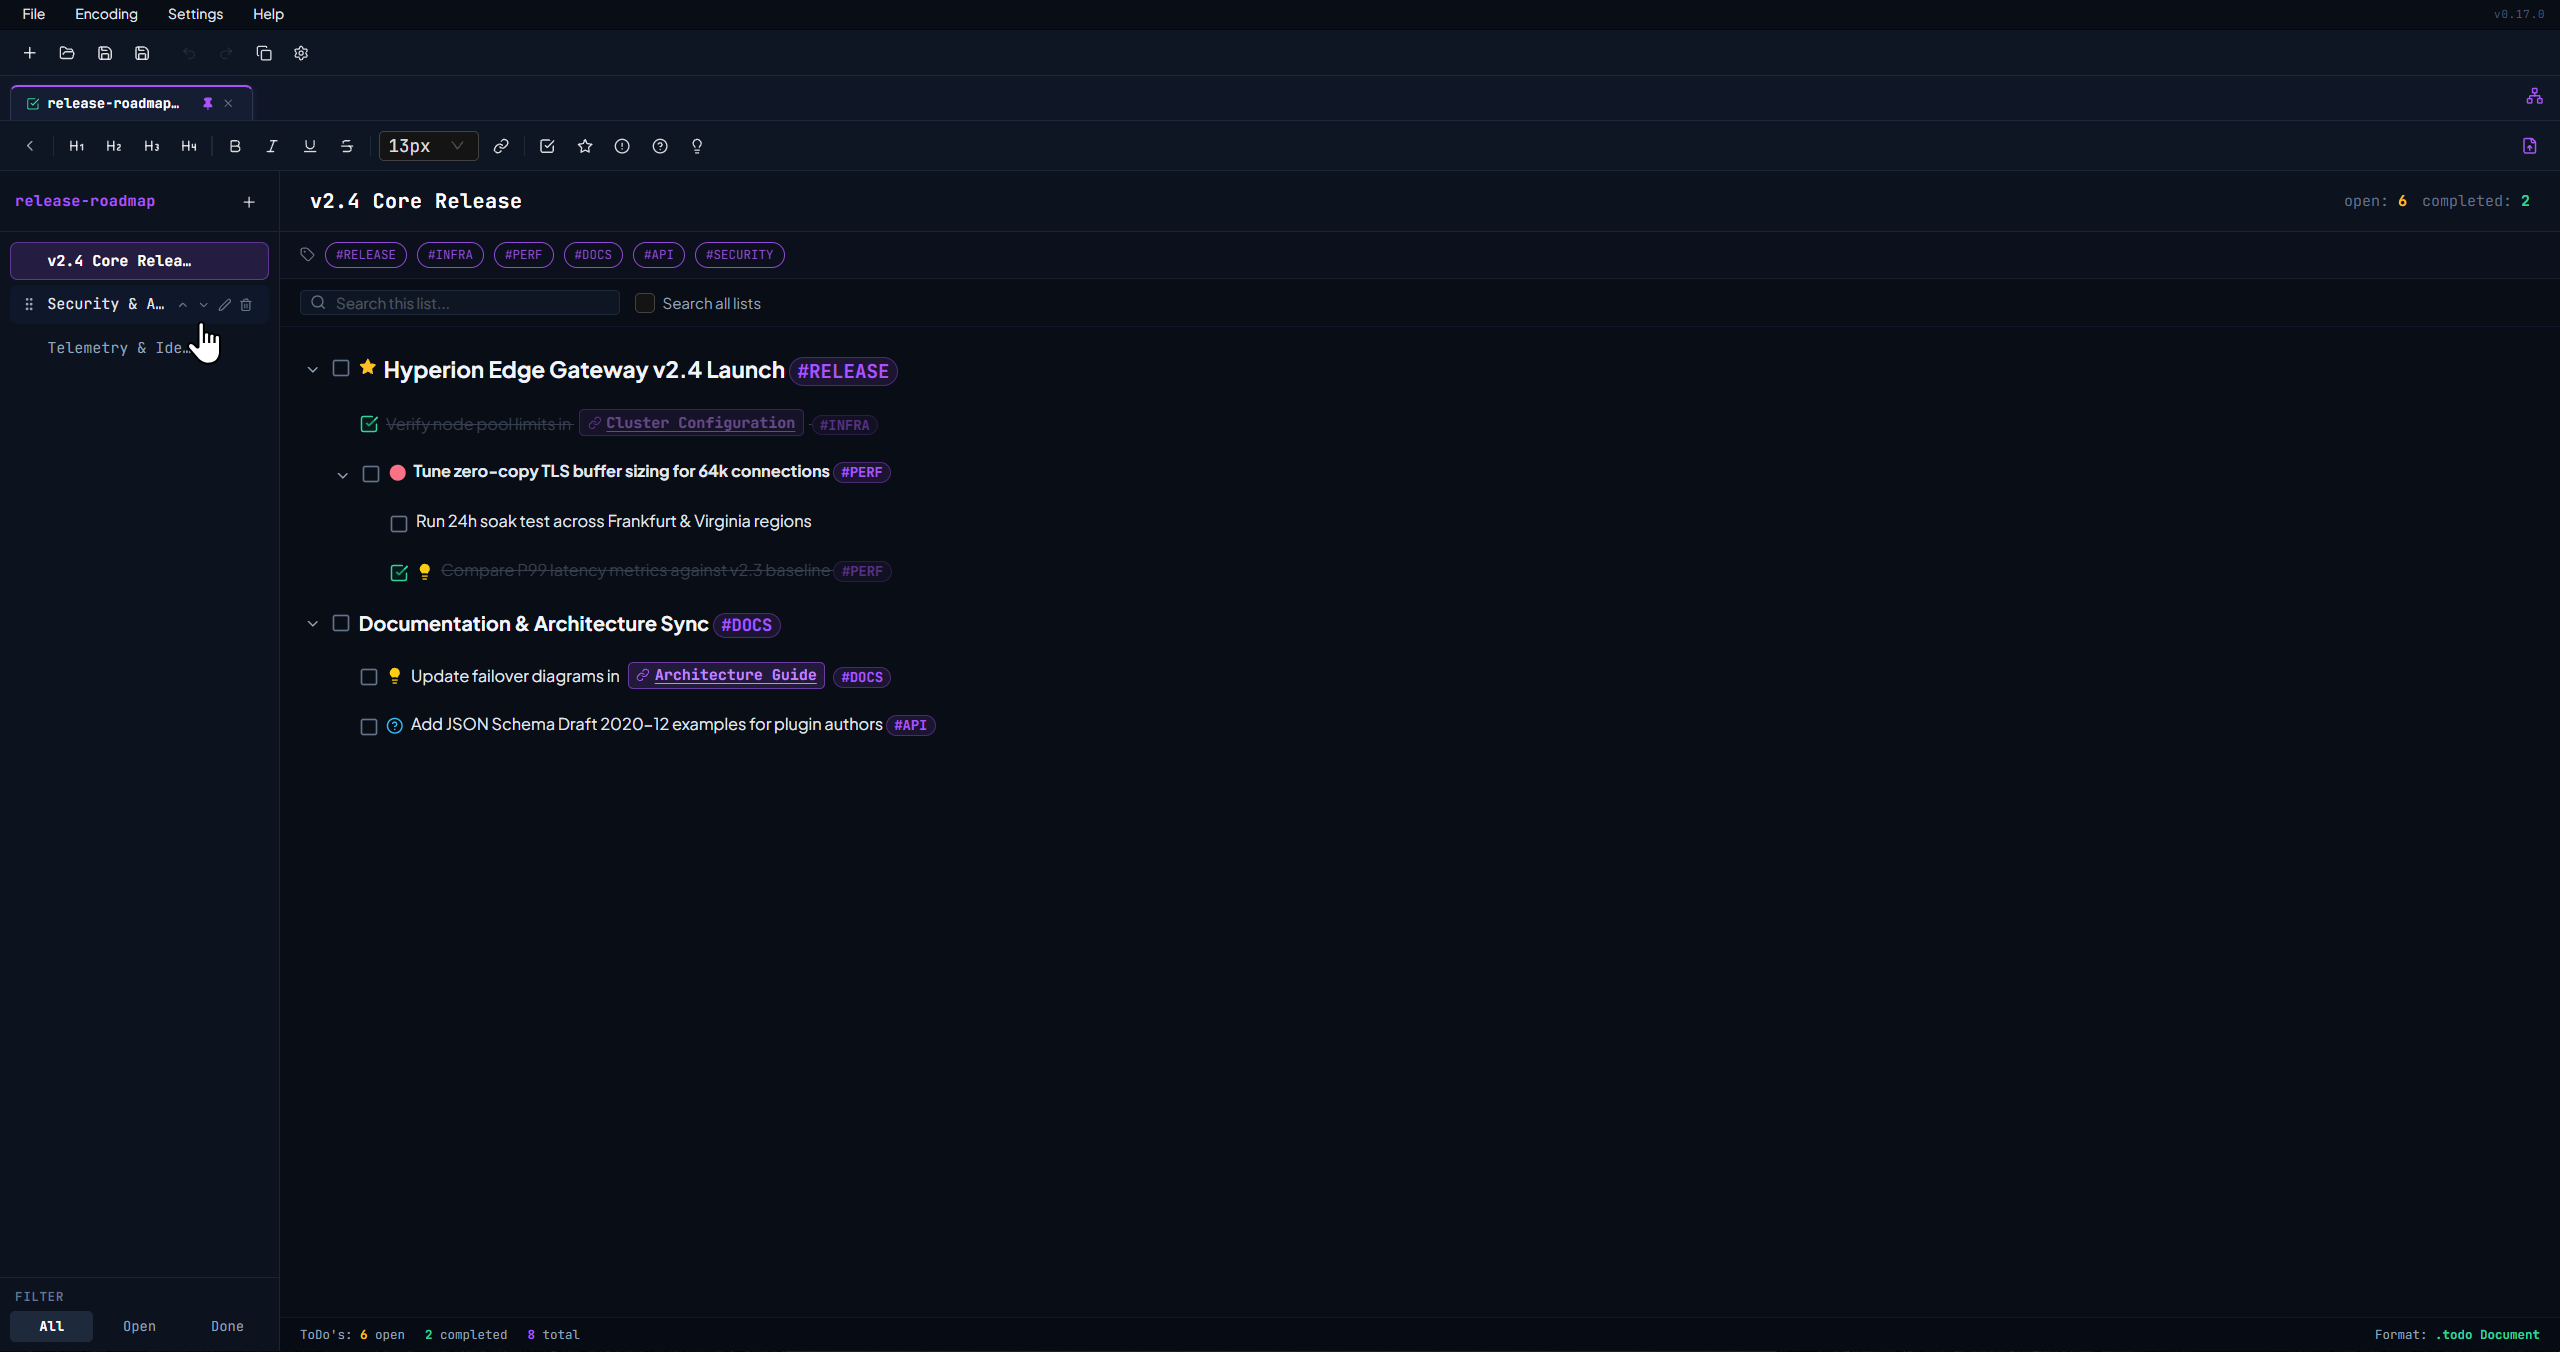 File Encoding Settings Help v0.17.0
release-roadmap…
H1 H2 H3 H4 B I U S 13px
release-roadmap
v2.4 Core Release
open: 6 completed: 2
v2.4 Core Relea…
#RELEASE #INFRA #PERF #DOCS #API #SECURITY
Security & A…
Search this list...
Search all lists
Telemetry & Ide…
Hyperion Edge Gateway v2.4 Launch #RELEASE
Verify node pool limits in Cluster Configuration #INFRA
Tune zero-copy TLS buffer sizing for 64k connections #PERF
Run 24h soak test across Frankfurt & Virginia regions
Compare P99 latency metrics against v2.3 baseline #PERF
Documentation & Architecture Sync #DOCS
Update failover diagrams in Architecture Guide #DOCS
Add JSON Schema Draft 2020-12 examples for plugin authors #API
FILTER
All Open Done
ToDo's: 6 open 2 completed 8 total
Format: .todo Document